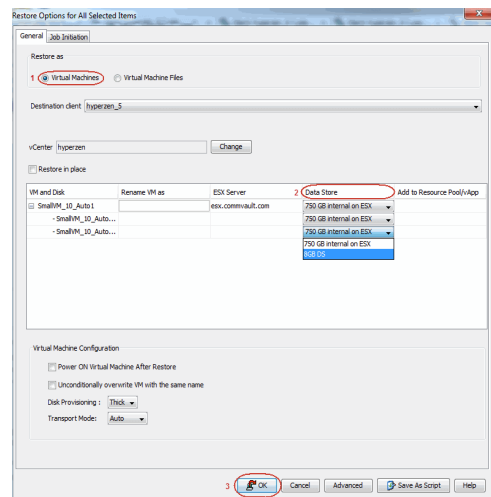 Restore Options for All Selected Items
General Job Initiation
Restore as
1 Virtual Machines Virtual Machine Files
Destination client hyperzen_5
vCenter hyperzen Change
Restore in place
VM and Disk Rename VM as ESX Server 2 Data Store Add to Resource Pool/vApp
SmallVM_10_Auto1 esx.commvault.com 750 GB internal on ESX
- SmallVM_10_Auto... 750 GB internal on ESX
- SmallVM_10_Auto... 750 GB internal on ESX
750 GB internal on ESX
8GB DS
Virtual Machine Configuration
Power ON Virtual Machine After Restore
Unconditionally overwrite VM with the same name
Disk Provisioning : Thick
Transport Mode: Auto
3 OK Cancel Advanced Save As Script Help